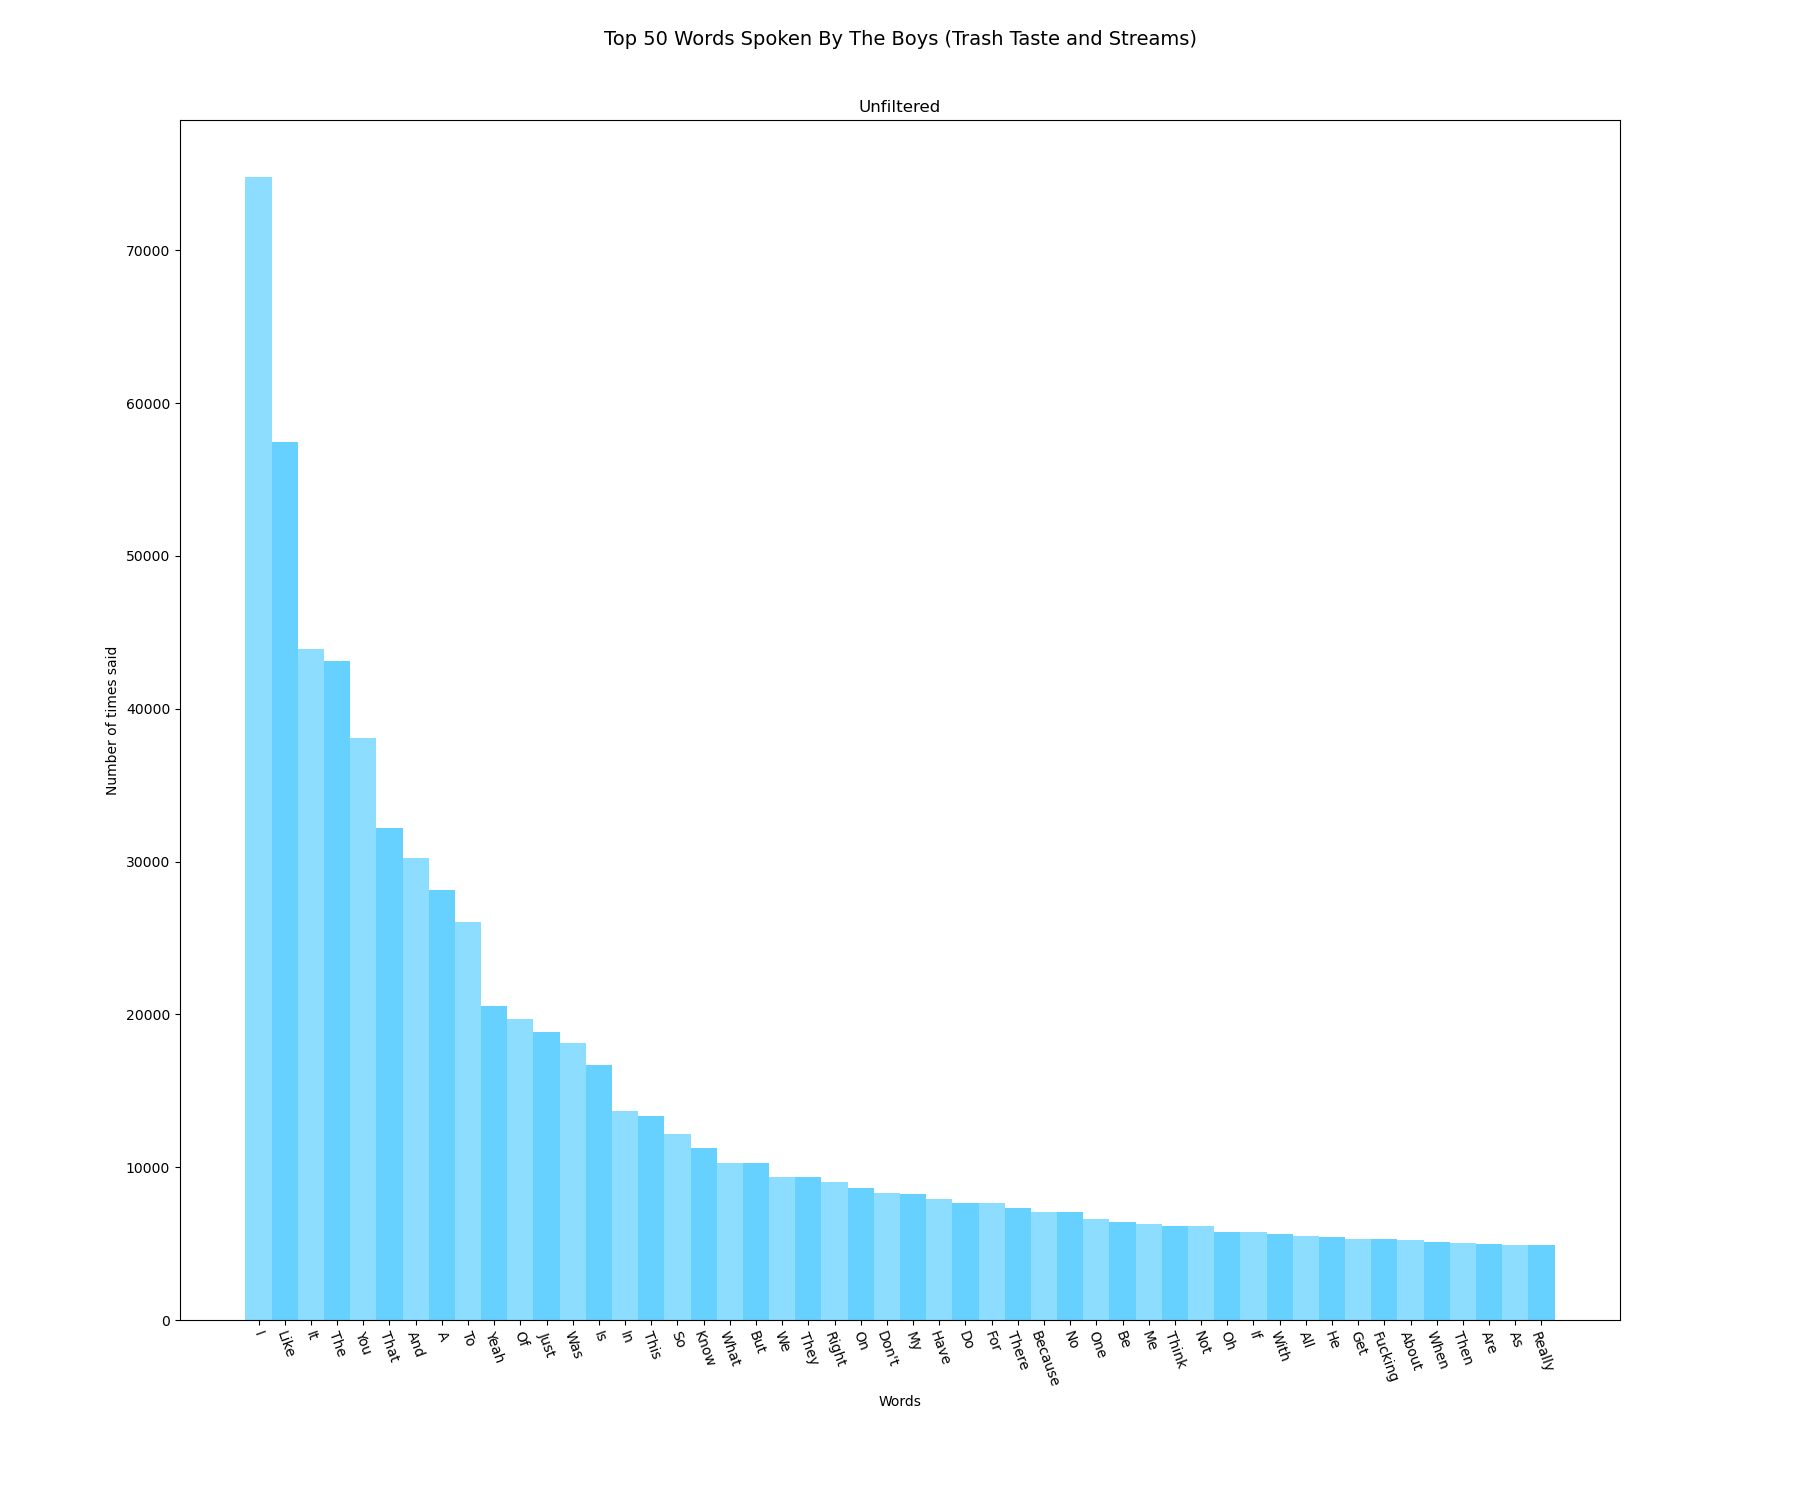 Top 50 Words Spoken By The Boys (Trash Taste and Streams)
Unfiltered
70000
60000
50000
40000
30000
20000
10000
0
Number of times said
I Like It The You That And A To Yeah Of Just Was Is In This So Know What But We They Right On Don't My Have Do For There Because No One Be Me Think Not Oh If With All He Get Fucking About When Then Are As Really
Words